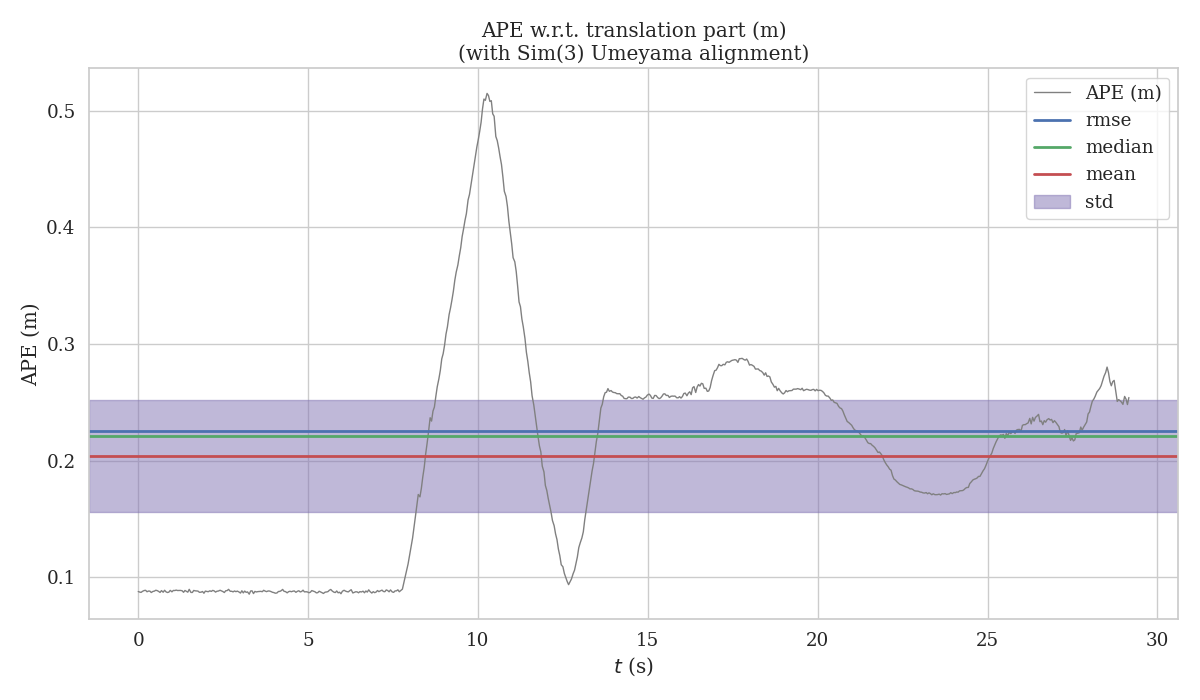 APE w.r.t. translation part (m)
(with Sim(3) Umeyama alignment)
APE (m)
rmse
median
mean
std
APE (m)
0.5
0.4
0.3
0.2
0.1
0 5 10 15 20 25 30
t (s)